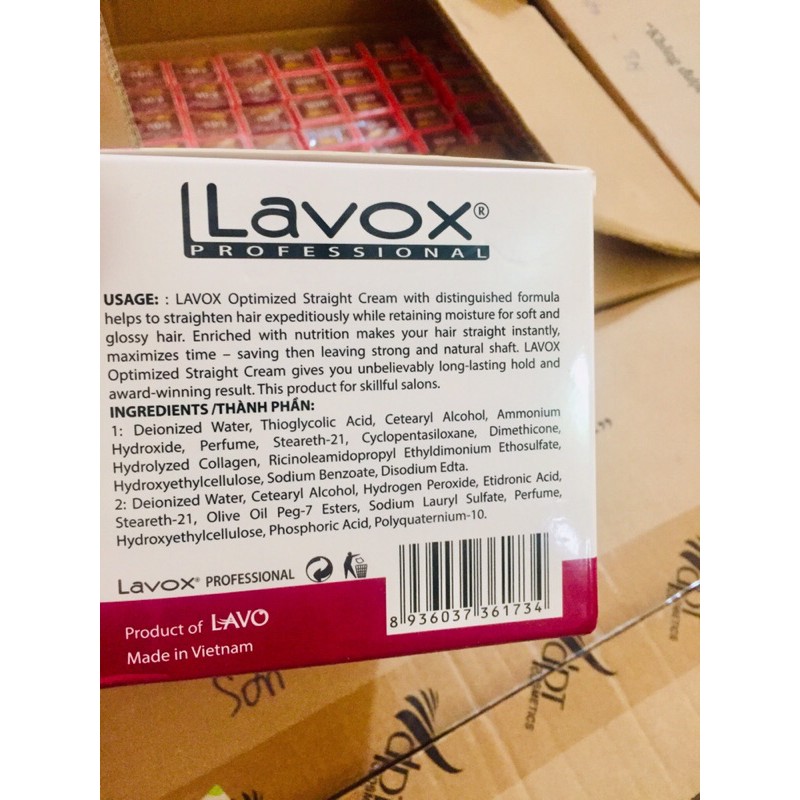 Lavox®
PROFESSIONAL
USAGE: : LAVOX Optimized Straight Cream with distinguished formula
helps to straighten hair expeditiously while retaining moisture for soft and
glossy hair. Enriched with nutrition makes your hair straight instantly,
maximizes time – saving then leaving strong and natural shaft. LAVOX
Optimized Straight Cream gives you unbelievably long-lasting hold and
award-winning result. This product for skillful salons.
INGREDIENTS /THÀNH PHẦN:
1: Deionized Water, Thioglycolic Acid, Cetearyl Alcohol, Ammonium
Hydroxide, Perfume, Steareth-21, Cyclopentasiloxane, Dimethicone,
Hydrolyzed Collagen, Ricinoleamidopropyl Ethyldimonium Ethosulfate,
Hydroxyethylcellulose, Sodium Benzoate, Disodium Edta.
2: Deionized Water, Cetearyl Alcohol, Hydrogen Peroxide, Etidronic Acid,
Steareth-21, Olive Oil Peg-7 Esters, Sodium Lauryl Sulfate, Perfume,
Hydroxyethylcellulose, Phosphoric Acid, Polyquaternium-10.
Lavox® PROFESSIONAL
8 936037 361734
Product of LAVO
Made in Vietnam
"Không
COSMETICS